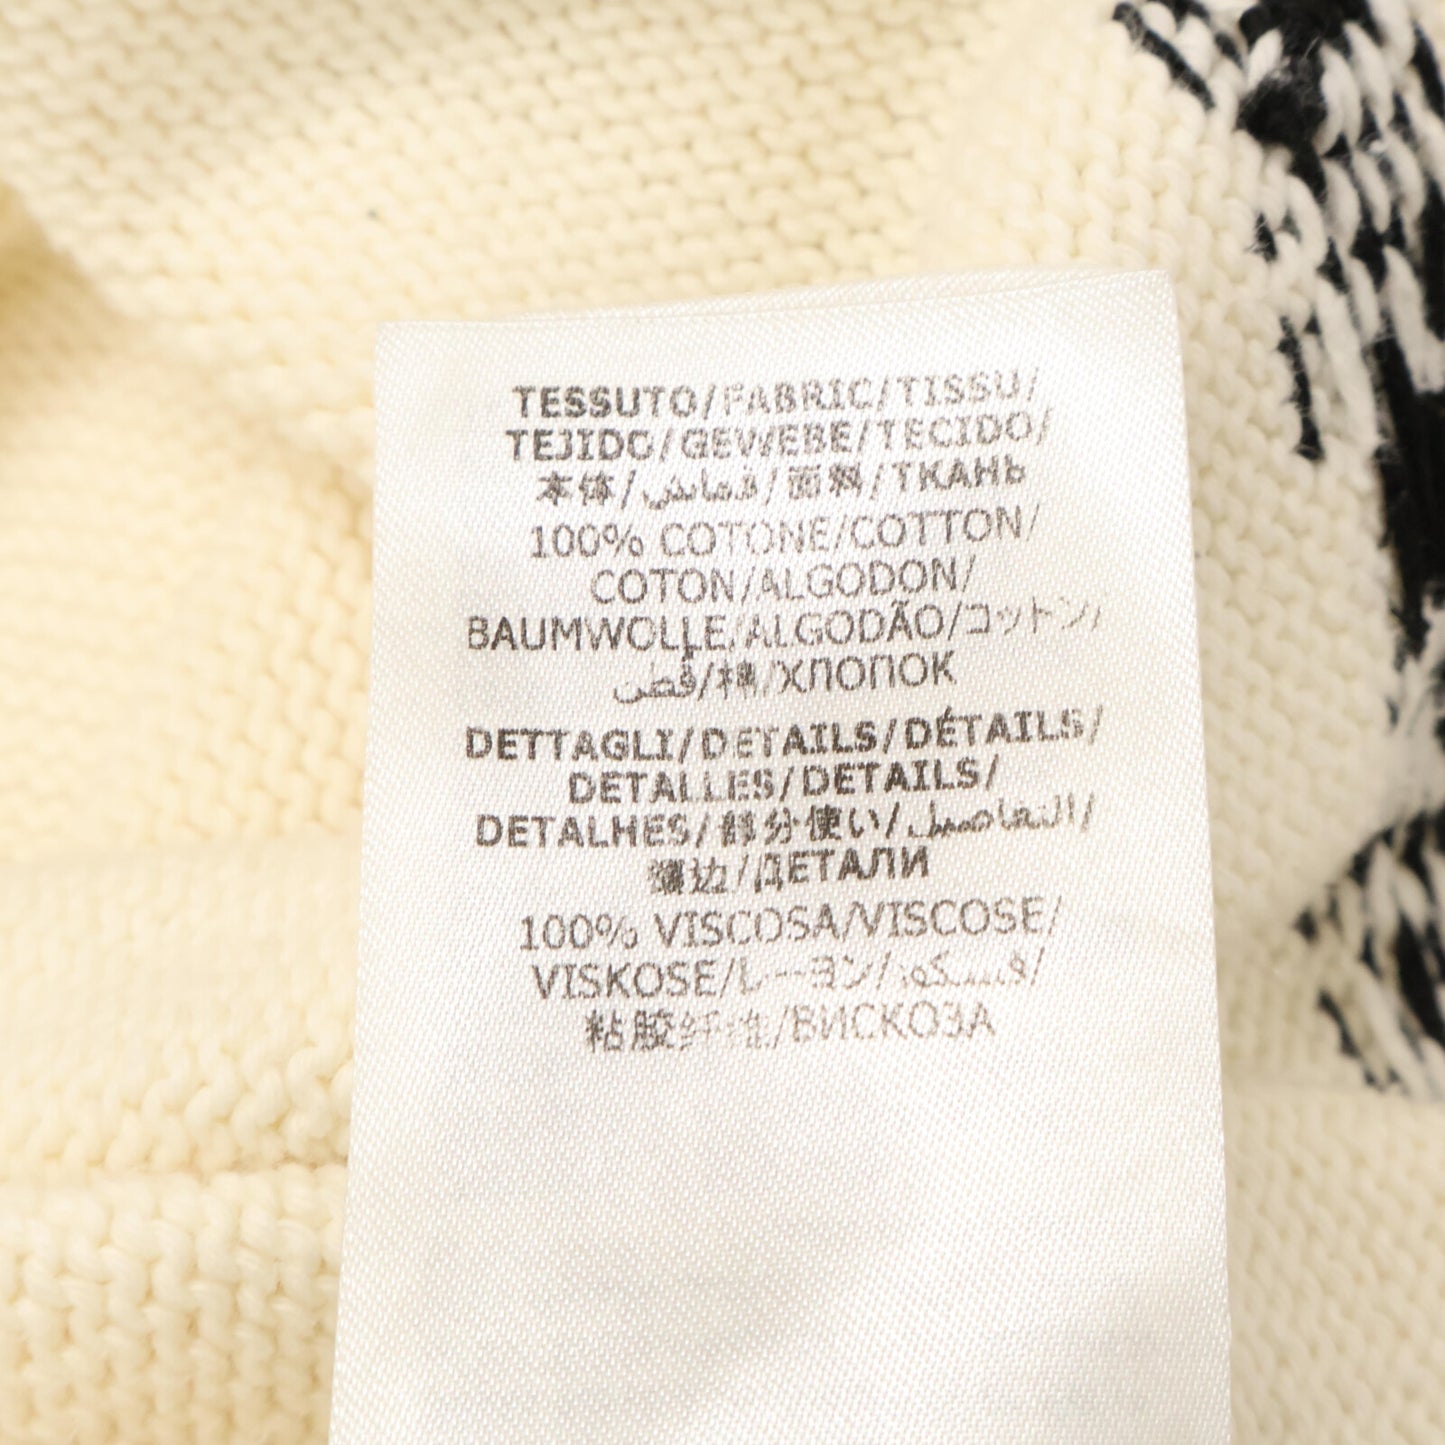 TESSUTO/FABRIC/TISSU/
TEJIDO/GEWEBE/TECIDO/
本体/قماش/面料/ТКАНЬ
100% COTONE/COTTON/
COTON/ALGODON/
BAUMWOLLE/ALGODÃO/コットン/
قطن/棉/ХЛОПОК
DETTAGLI/DETAILS/DÉTAILS/
DETALLES/DETAILS/
DETALHES/部分使い/التفاصيل/
镶边/ДЕТАЛИ
100% VISCOSA/VISCOSE/
VISKOSE/レーヨン/فسكوز/
粘胶纤维/ВИСКОЗА